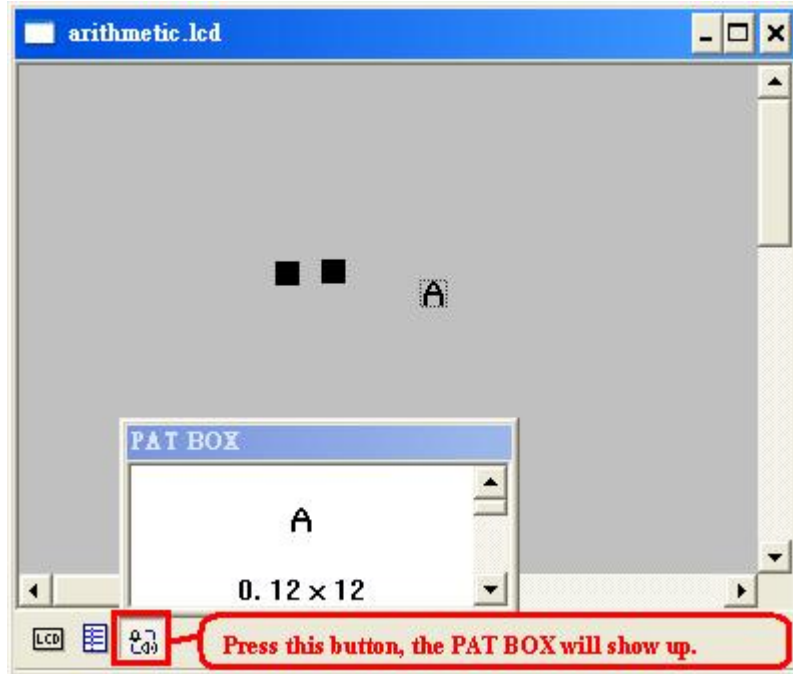 arithmetic.lcd
A
PAT BOX
A
0. 12 × 12
LCD
Press this button, the PAT BOX will show up.